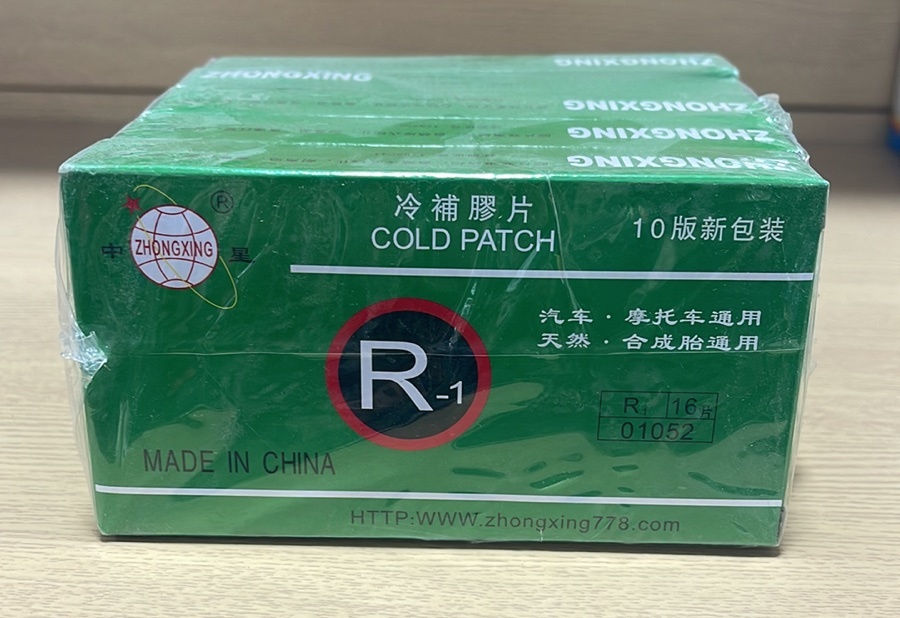 ZHONGXING
ZHONGXING
ZHONGXING
ZHONGXING
ZHONGXING
®
中 ZHONGXING 星
冷補膠片
COLD PATCH
10版新包装
汽车·摩托车通用
天然·合成胎通用
R-1
R1 16片
01052
MADE IN CHINA
HTTP:WWW.zhongxing778.com